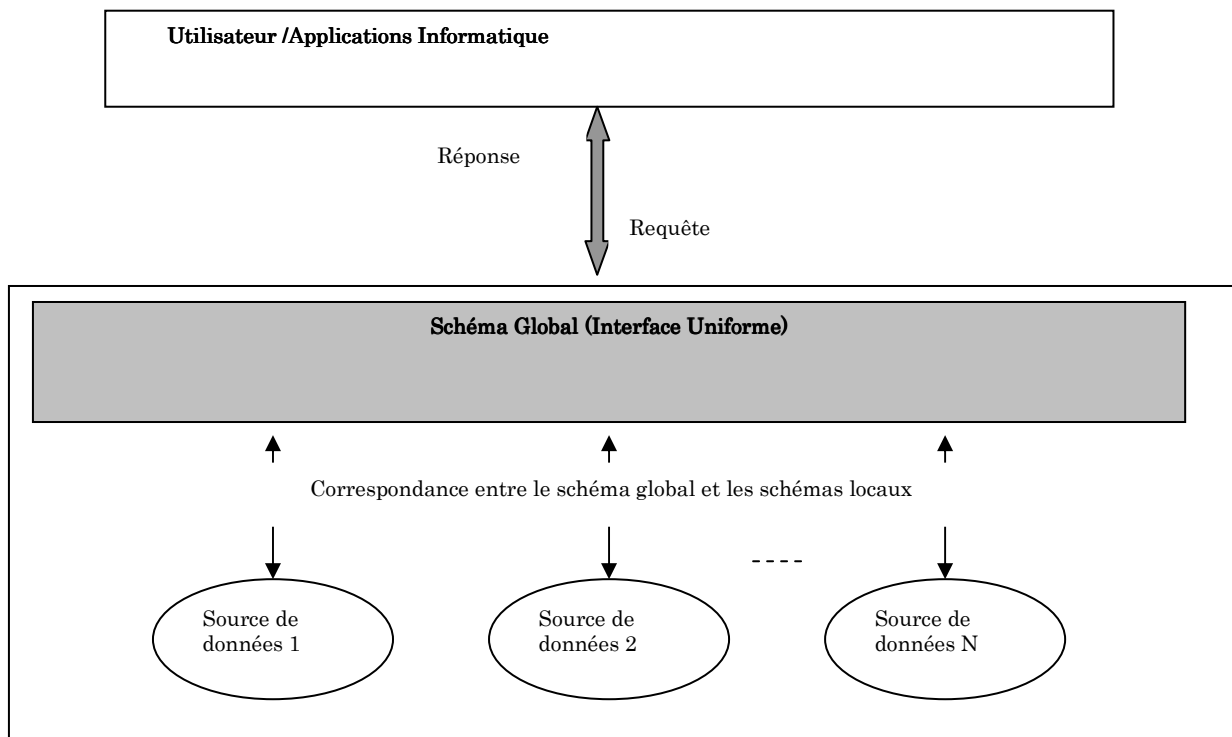 Utilisateur /Applications Informatique
Réponse
Requête
Schéma Global (Interface Uniforme)
Correspondance entre le schéma global et les schémas locaux
Source de
données 1
Source de
données 2
Source de
données N